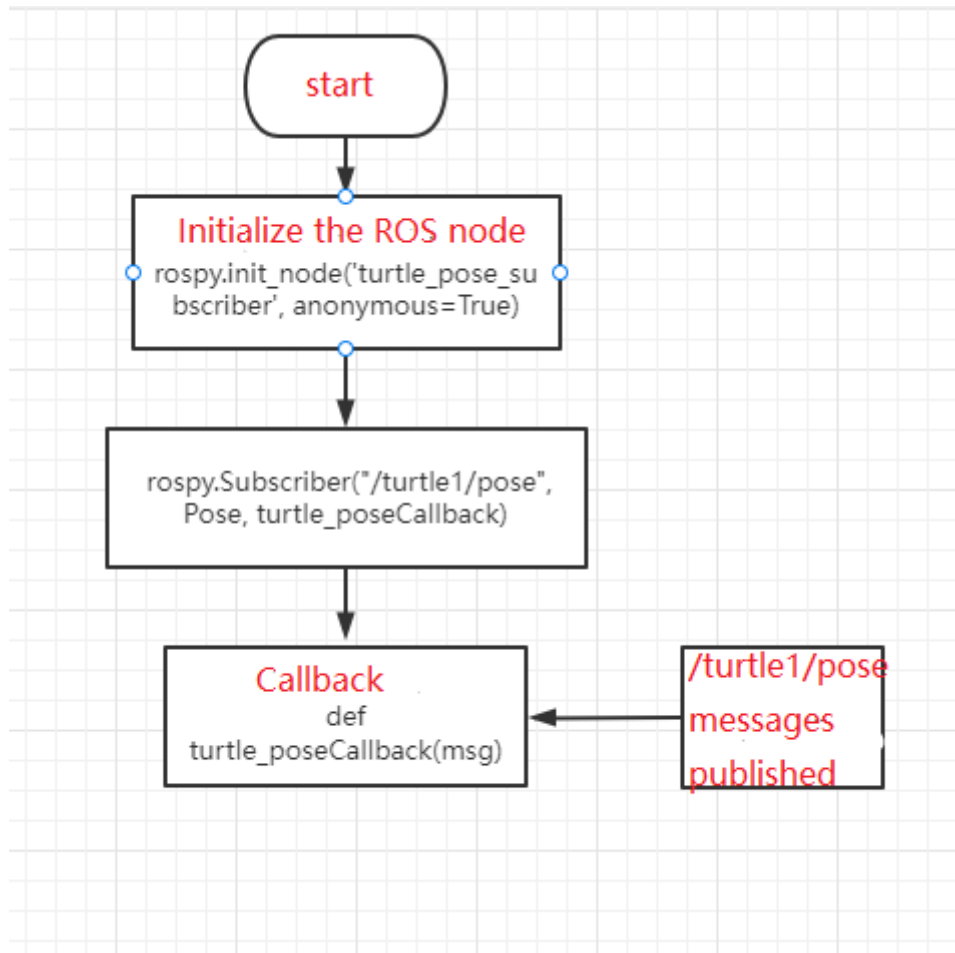 start
Initialize the ROS node
rospy.init_node('turtle_pose_su
bscriber', anonymous=True)
rospy.Subscriber("/turtle1/pose",
Pose, turtle_poseCallback)
Callback
def
turtle_poseCallback(msg)
/turtle1/pose
messages
published